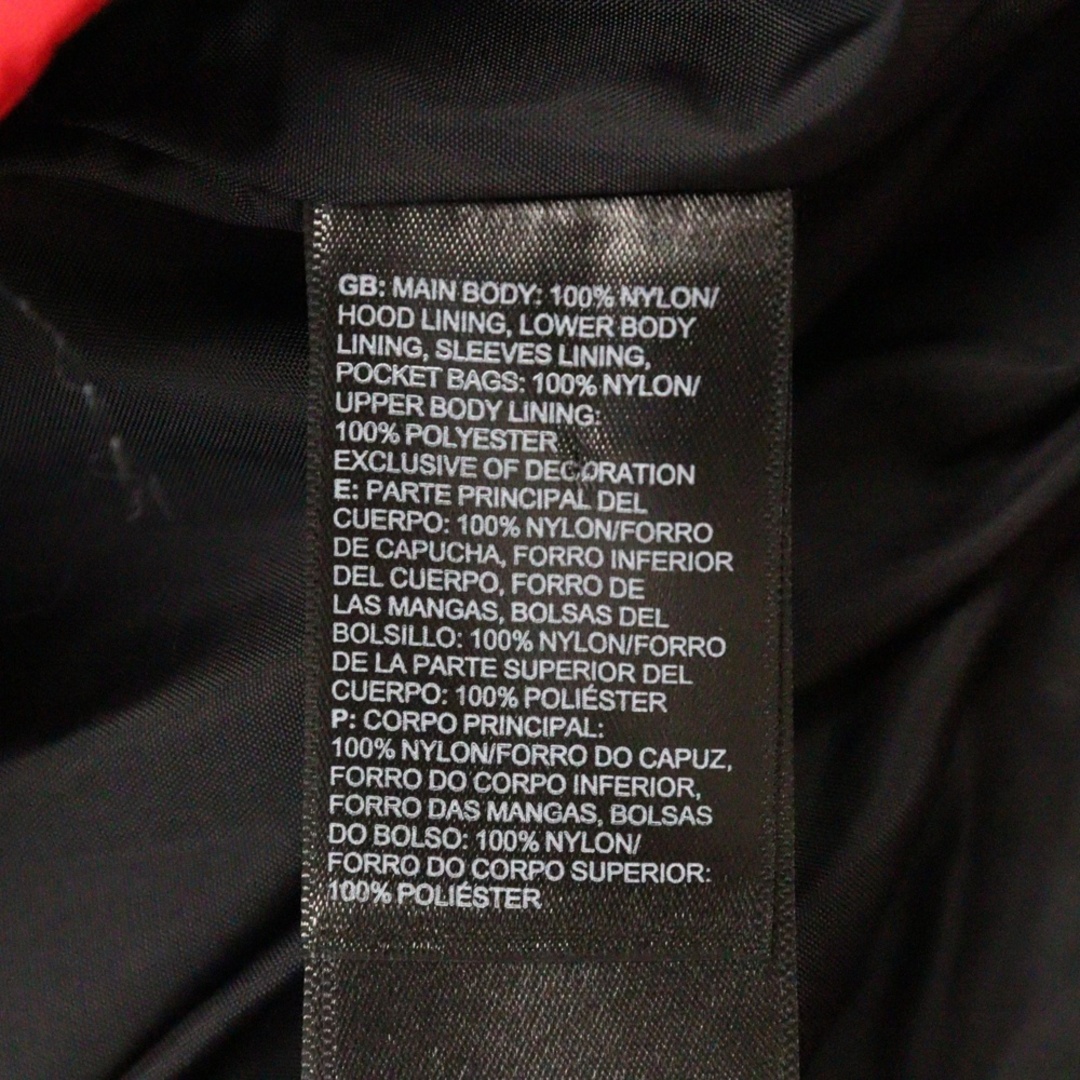 GB: MAIN BODY: 100% NYLON/
HOOD LINING, LOWER BODY
LINING, SLEEVES LINING,
POCKET BAGS: 100% NYLON/
UPPER BODY LINING:
100% POLYESTER
EXCLUSIVE OF DECORATION
E: PARTE PRINCIPAL DEL
CUERPO: 100% NYLON/FORRO
DE CAPUCHA, FORRO INFERIOR
DEL CUERPO, FORRO DE
LAS MANGAS, BOLSAS DEL
BOLSILLO: 100% NYLON/FORRO
DE LA PARTE SUPERIOR DEL
CUERPO: 100% POLIÉSTER
P: CORPO PRINCIPAL:
100% NYLON/FORRO DO CAPUZ,
FORRO DO CORPO INFERIOR,
FORRO DAS MANGAS, BOLSAS
DO BOLSO: 100% NYLON/
FORRO DO CORPO SUPERIOR:
100% POLIÉSTER